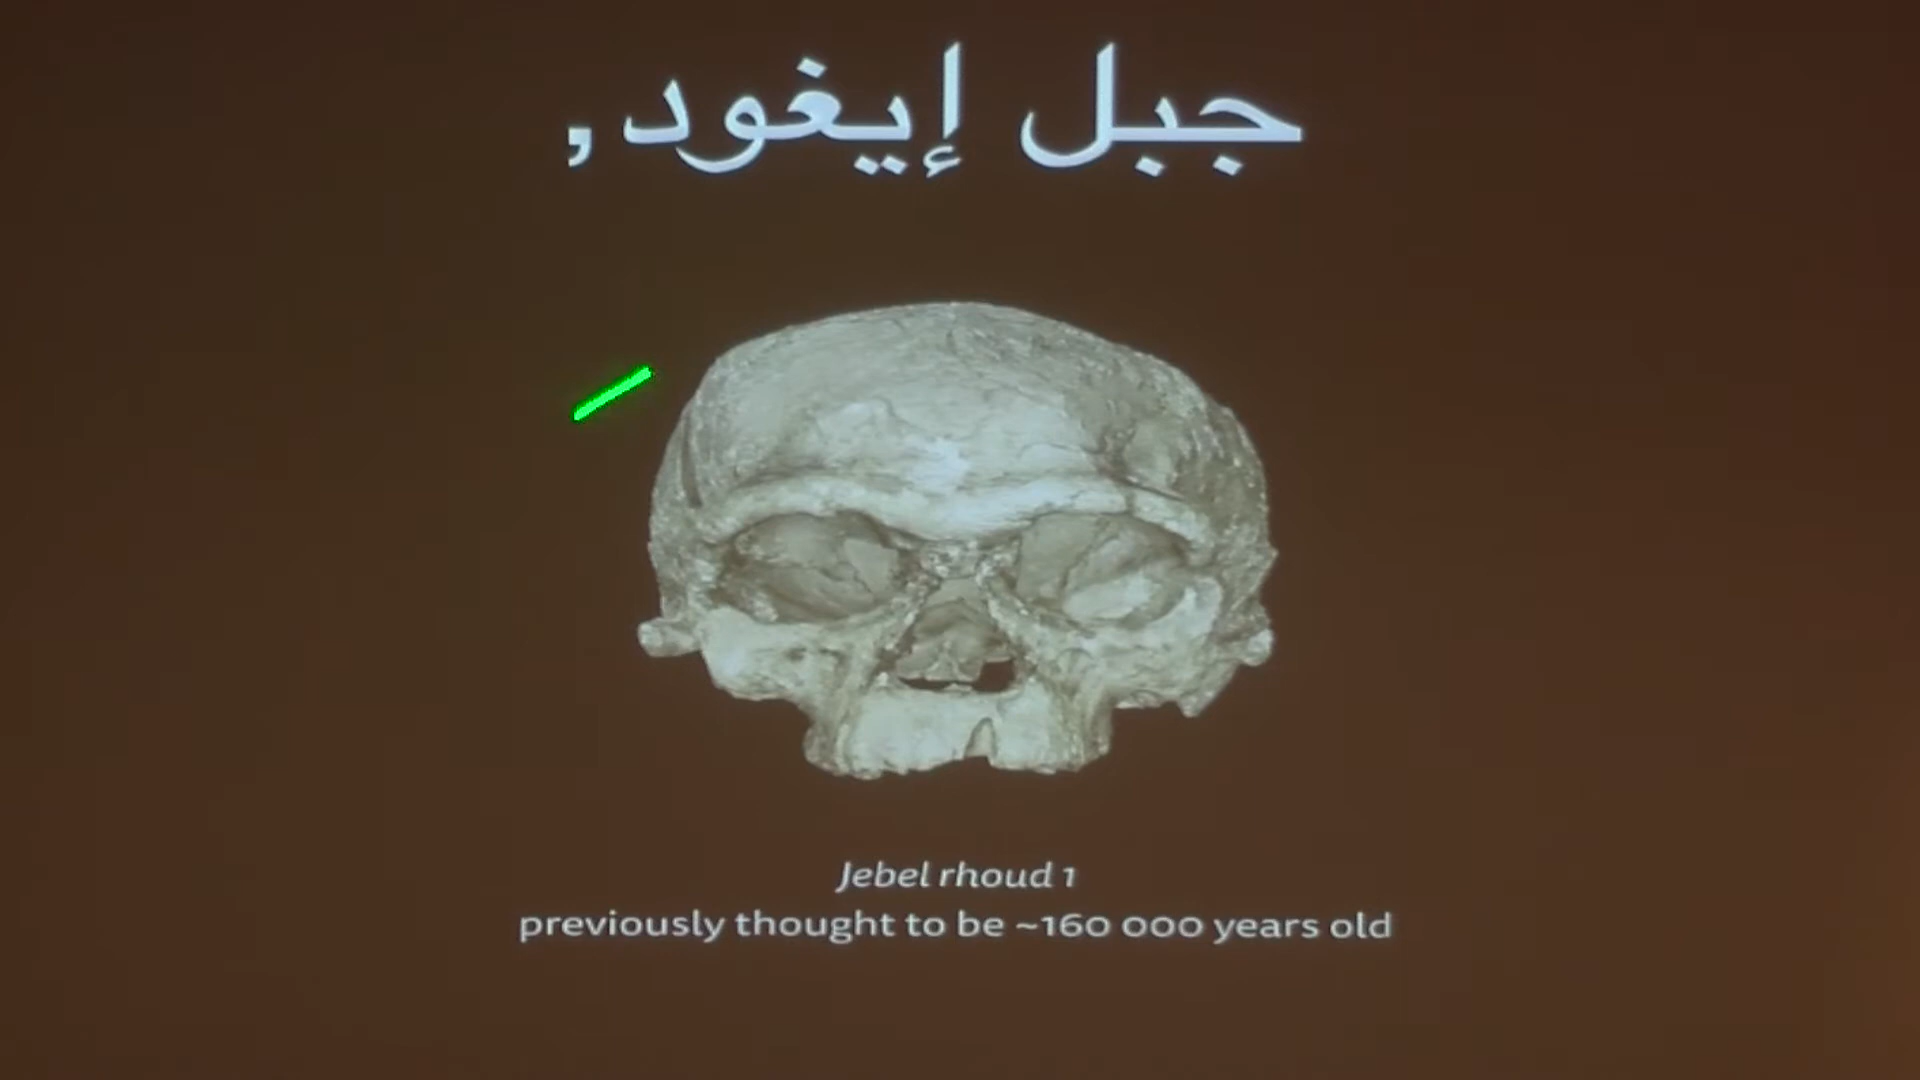 جبل إيغود,
Jebel rhoud 1
previously thought to be ~160 000 years old